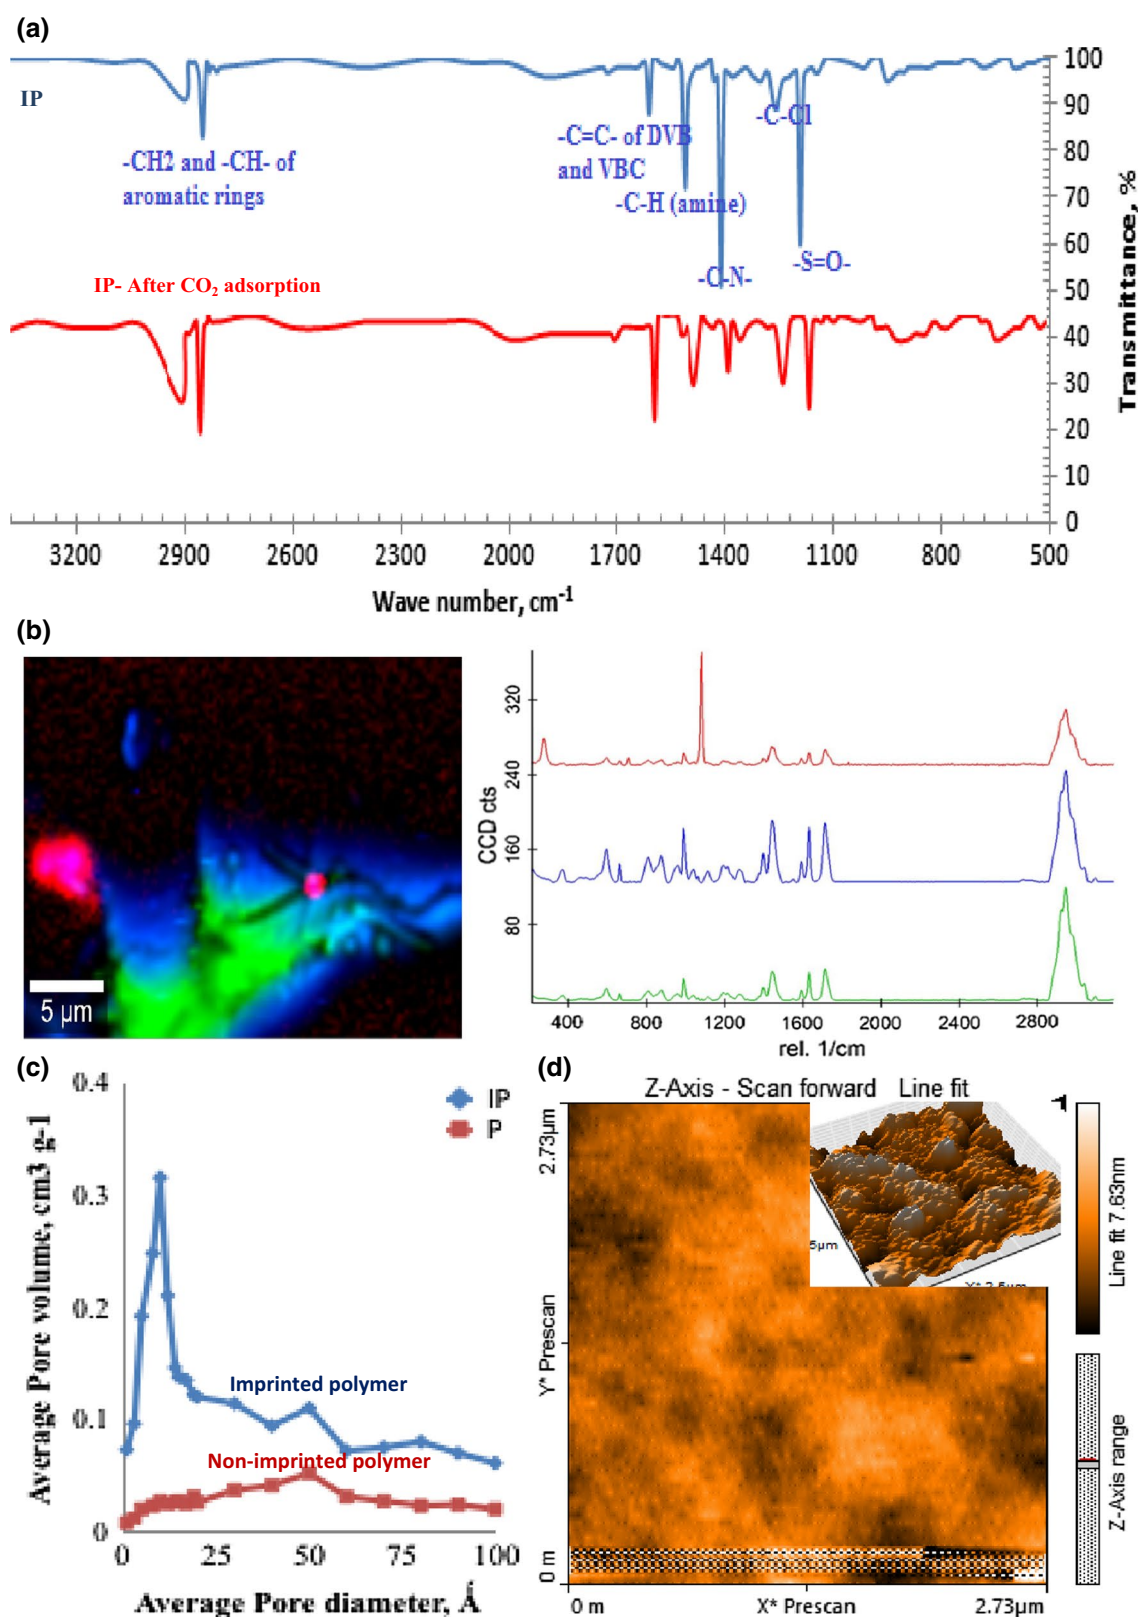 (a)
IP
-CH2 and -CH- of
aromatic rings
-C=C- of DVB
and VBC
-C-H (amine)
-C-N-
-C-Cl
-S=O-
IP- After CO₂ adsorption
100
90
80
70
60
50
40
30
20
10
0
Transmittance, %
3200 2900 2600 2300 2000 1700 1400 1100 800 500
Wave number, cm⁻¹
(b)
5 µm
320
240
160
80
CCD cts
400 800 1200 1600 2000 2400 2800
rel. 1/cm
(c)
0.4
0.3
0.2
0.1
0
Average Pore volume, cm3 g-1
IP
P
Imprinted polymer
Non-imprinted polymer
0 25 50 75 100
Average Pore diameter, Å
(d)
Z-Axis - Scan forward Line fit
2.73µm
Y* Prescan
0 m
5µm
X* 2.5µm
0 m X* Prescan 2.73µm
Line fit 7.63nm
Z-Axis range